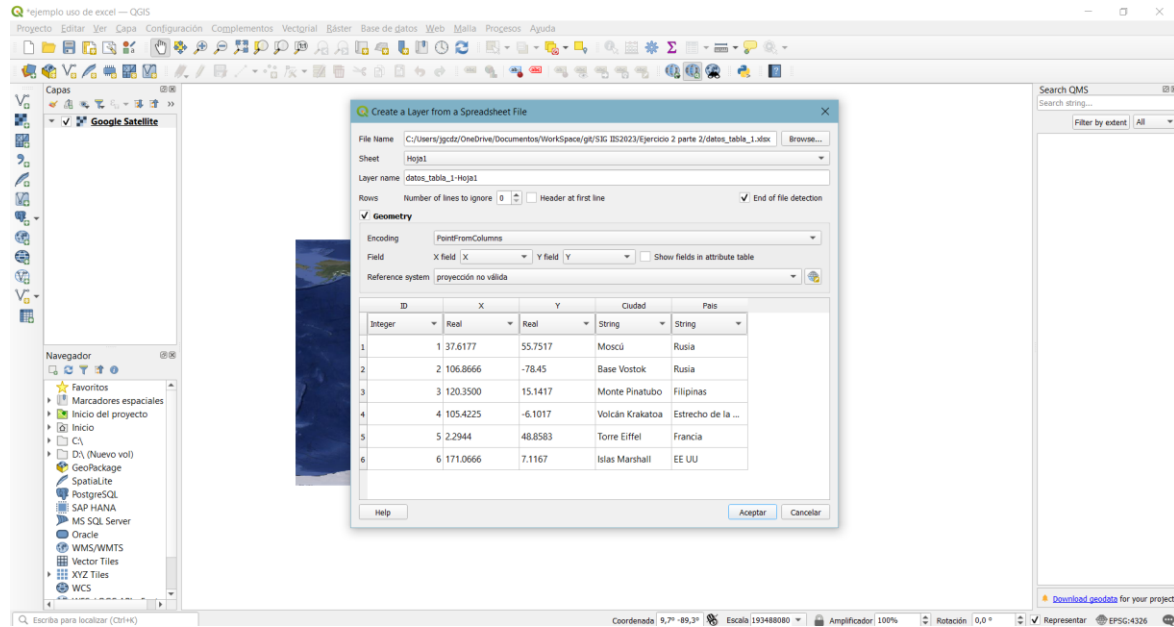 *ejemplo uso de excel — QGIS
Proyecto Editar Ver Capa Configuración Complementos Vectorial Ráster Base de datos Web Malla Procesos Ayuda
Capas
Google Satellite
Navegador
Favoritos
Marcadores espaciales
Inicio del proyecto
Inicio
C:\
D:\ (Nuevo vol)
GeoPackage
SpatiaLite
PostgreSQL
SAP HANA
MS SQL Server
Oracle
WMS/WMTS
Vector Tiles
XYZ Tiles
WCS
Create a Layer from a Spreadsheet File
File Name C:/Users/jgcdz/OneDrive/Documentos/WorkSpace/git/SIG IIS2023/Ejercicio 2 parte 2/datos_tabla_1.xlsx Browse...
Sheet Hoja1
Layer name datos_tabla_1-Hoja1
Rows Number of lines to ignore 0 Header at first line End of file detection
Geometry
Encoding PointFromColumns
Field X field X Y field Y Show fields in attribute table
Reference system proyección no válida
ID X Y Ciudad Pais
Integer Real Real String String
1 1 37.6177 55.7517 Moscú Rusia
2 2 106.8666 -78.45 Base Vostok Rusia
3 3 120.3500 15.1417 Monte Pinatubo Filipinas
4 4 105.4225 -6.1017 Volcán Krakatoa Estrecho de la ...
5 5 2.2944 48.8583 Torre Eiffel Francia
6 6 171.0666 7.1167 Islas Marshall EE UU
Help Aceptar Cancelar
Search QMS
Search string...
Filter by extent All
Download geodata for your project
Escriba para localizar (Ctrl+K)
Coordenada 9,7° -89,3° Escala 193488080 Amplificador 100% Rotación 0,0 ° Representar EPSG:4326